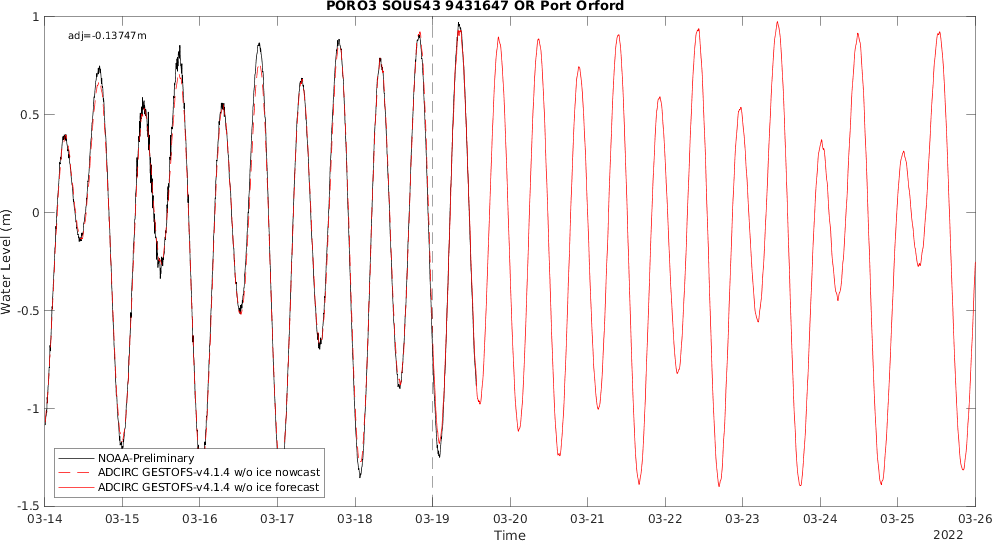 PORO3 SOUS43 9431647 OR Port Orford
adj=-0.13747m
1
0.5
0
-0.5
-1
-1.5
Water Level (m)
NOAA-Preliminary
ADCIRC GESTOFS-v4.1.4 w/o ice nowcast
ADCIRC GESTOFS-v4.1.4 w/o ice forecast
03-14 03-15 03-16 03-17 03-18 03-19 03-20 03-21 03-22 03-23 03-24 03-25 03-26
Time
2022